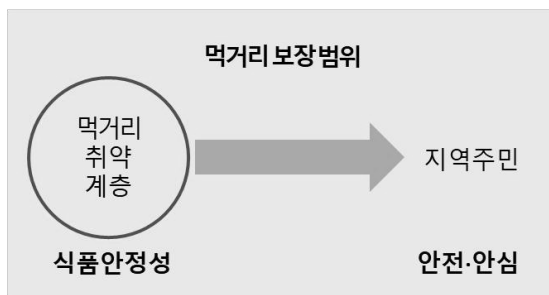 먹거리 보장 범위
먹거리
취약
계층
지역주민
식품안정성
안전·안심